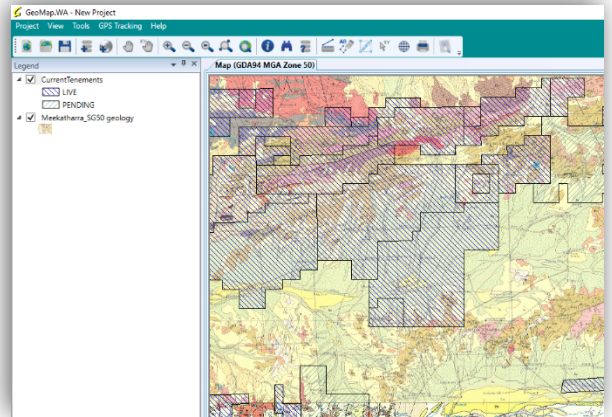 GeoMap.WA - New Project
Project View Tools GPS Tracking Help
Legend
Map (GDA94 MGA Zone 50)
CurrentTenements
LIVE
PENDING
Meekatharra_SG50 geology